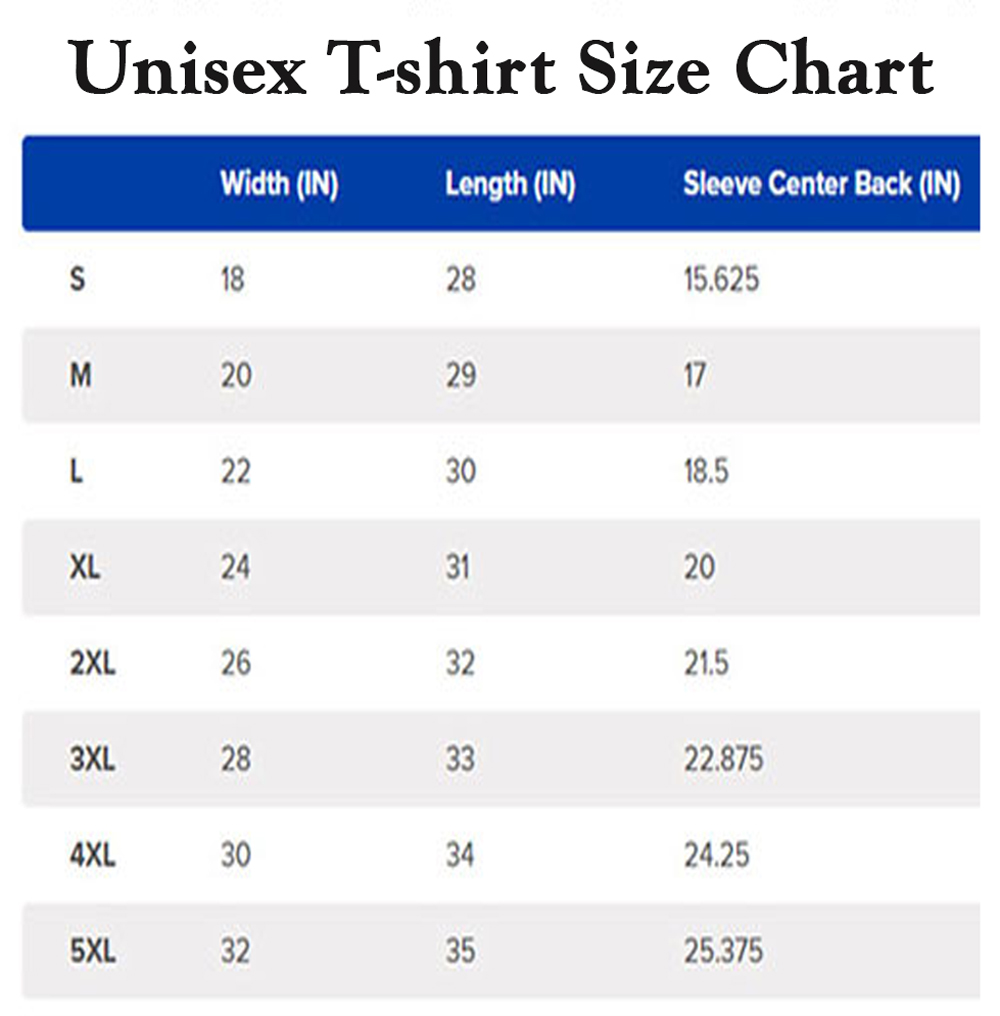 Unisex T-shirt Size Chart
Width (IN) Length (IN) Sleeve Center Back (IN)
S 18 28 15.625
M 20 29 17
L 22 30 18.5
XL 24 31 20
2XL 26 32 21.5
3XL 28 33 22.875
4XL 30 34 24.25
5XL 32 35 25.375